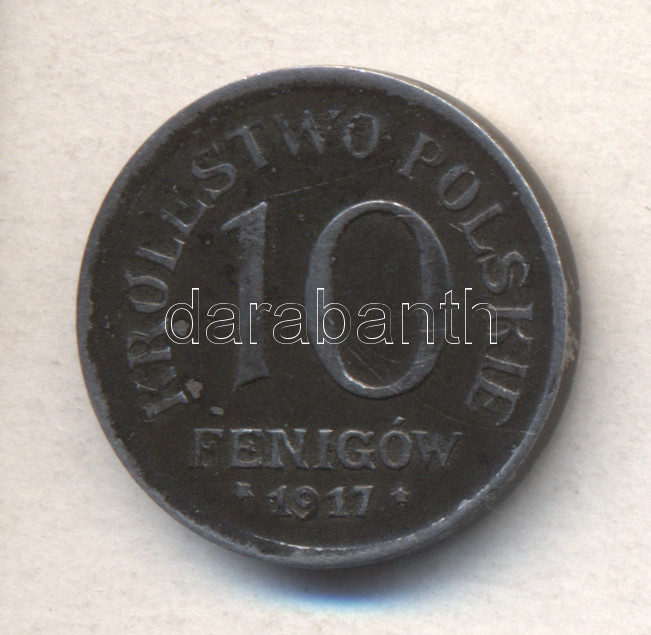 KRÓLESTWO POLSKIE
10
FENIGÓW
* 1917 *
darabanth